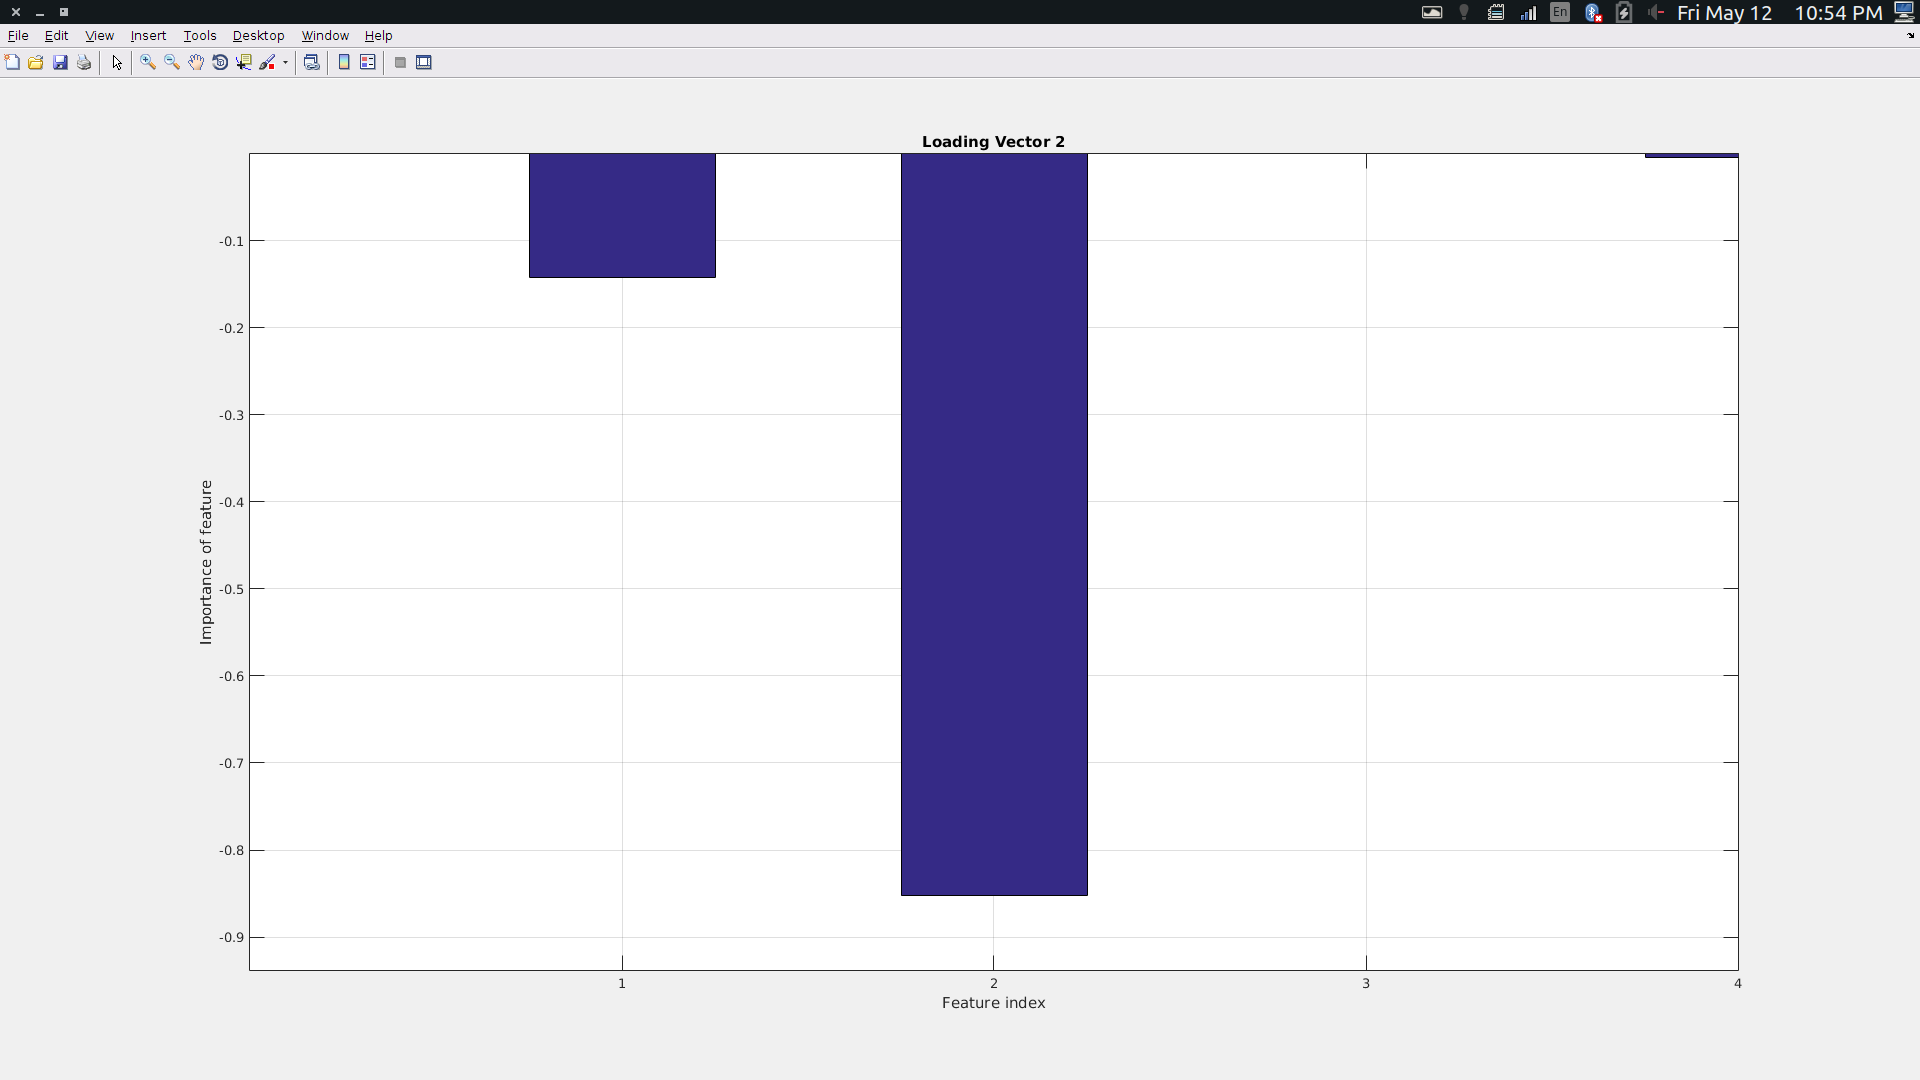 En Fri May 12 10:54 PM
File Edit View Insert Tools Desktop Window Help
Loading Vector 2
-0.1
-0.2
-0.3
-0.4
-0.5
-0.6
-0.7
-0.8
-0.9
Importance of feature
1 2 3 4
Feature index